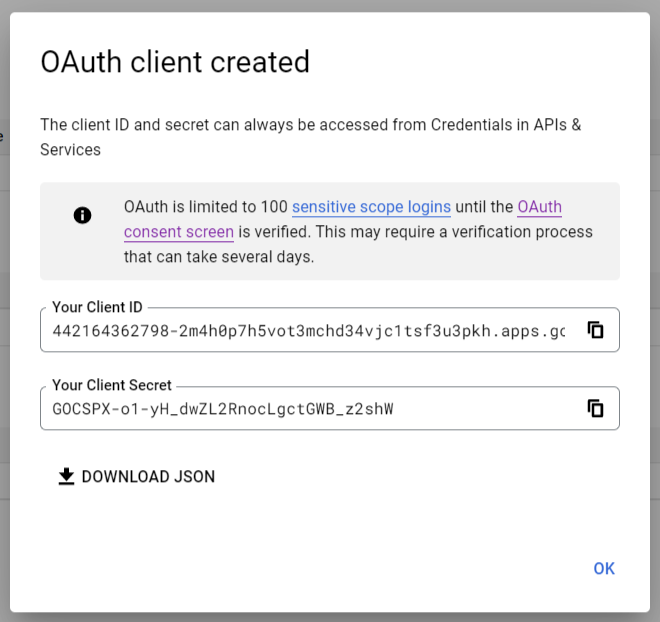 OAuth client created
The client ID and secret can always be accessed from Credentials in APIs &
Services
OAuth is limited to 100 sensitive scope logins until the OAuth
consent screen is verified. This may require a verification process
that can take several days.
Your Client ID
442164362798-2m4h0p7h5vot3mchd34vjc1tsf3u3pkh.apps.gc
Your Client Secret
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
DOWNLOAD JSON
OK